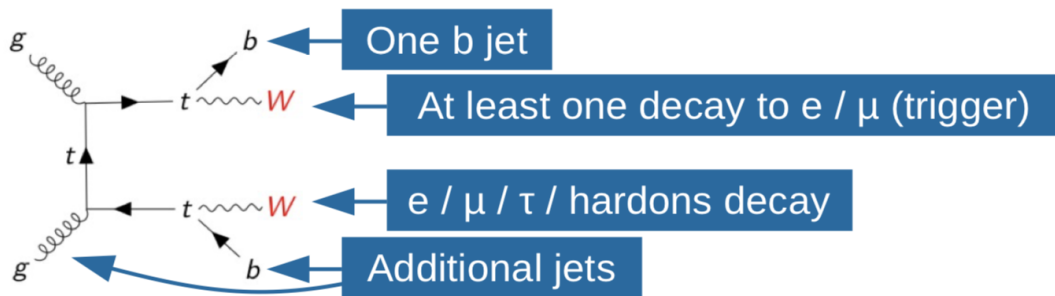 g
b
One b jet
t
W
At least one decay to e / μ (trigger)
t
t
W
e / μ / τ / hardons decay
g
b
Additional jets